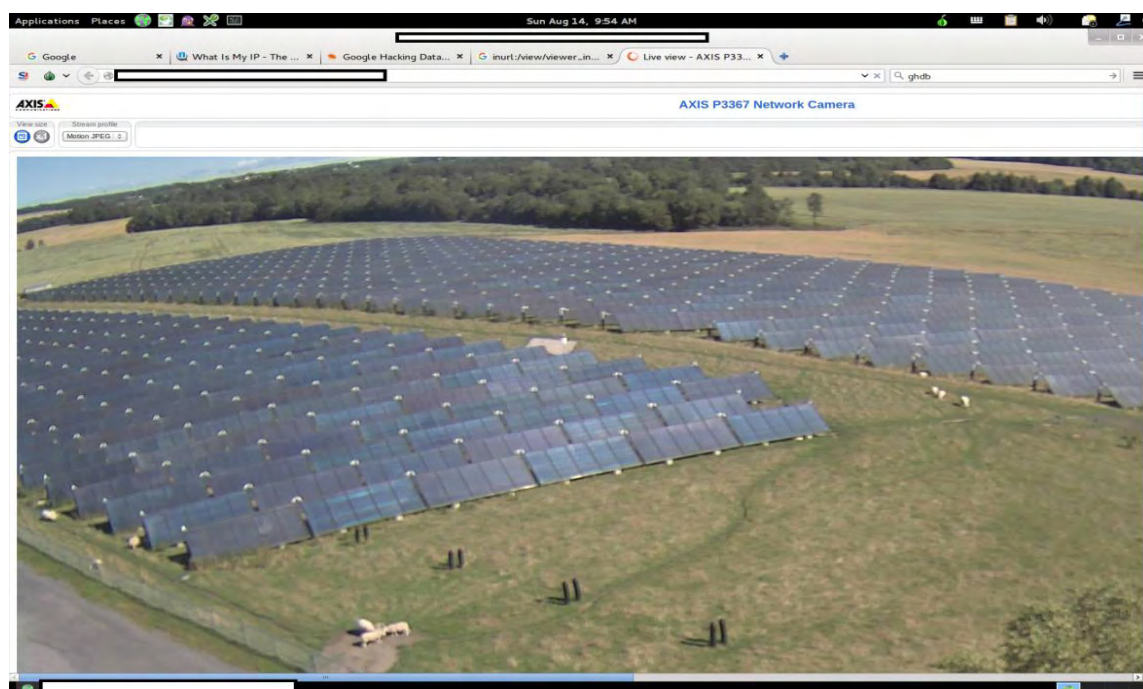 Applications Places Sun Aug 14, 9:54 AM
Google What Is My IP - The ... Google Hacking Data... inurl:/view/viewer_in... Live view - AXIS P33...
ghdb
AXIS AXIS P3367 Network Camera
COMMUNICATIONS
View size Stream profile
Motion JPEG